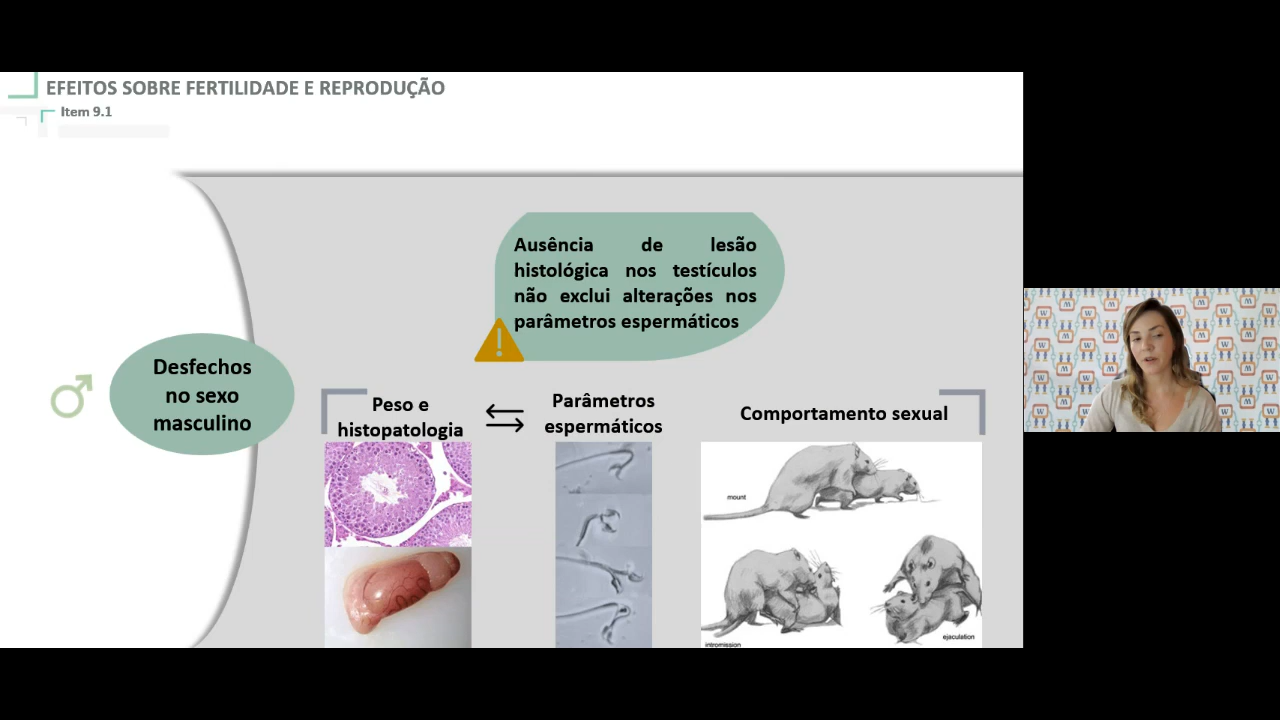 EFEITOS SOBRE FERTILIDADE E REPRODUÇÃO
Item 9.1
Ausência de lesão
histológica nos testículos
não exclui alterações nos
parâmetros espermáticos
Desfechos
no sexo
masculino
Peso e
histopatologia
Parâmetros
espermáticos
Comportamento sexual
mount
intromission
ejaculation